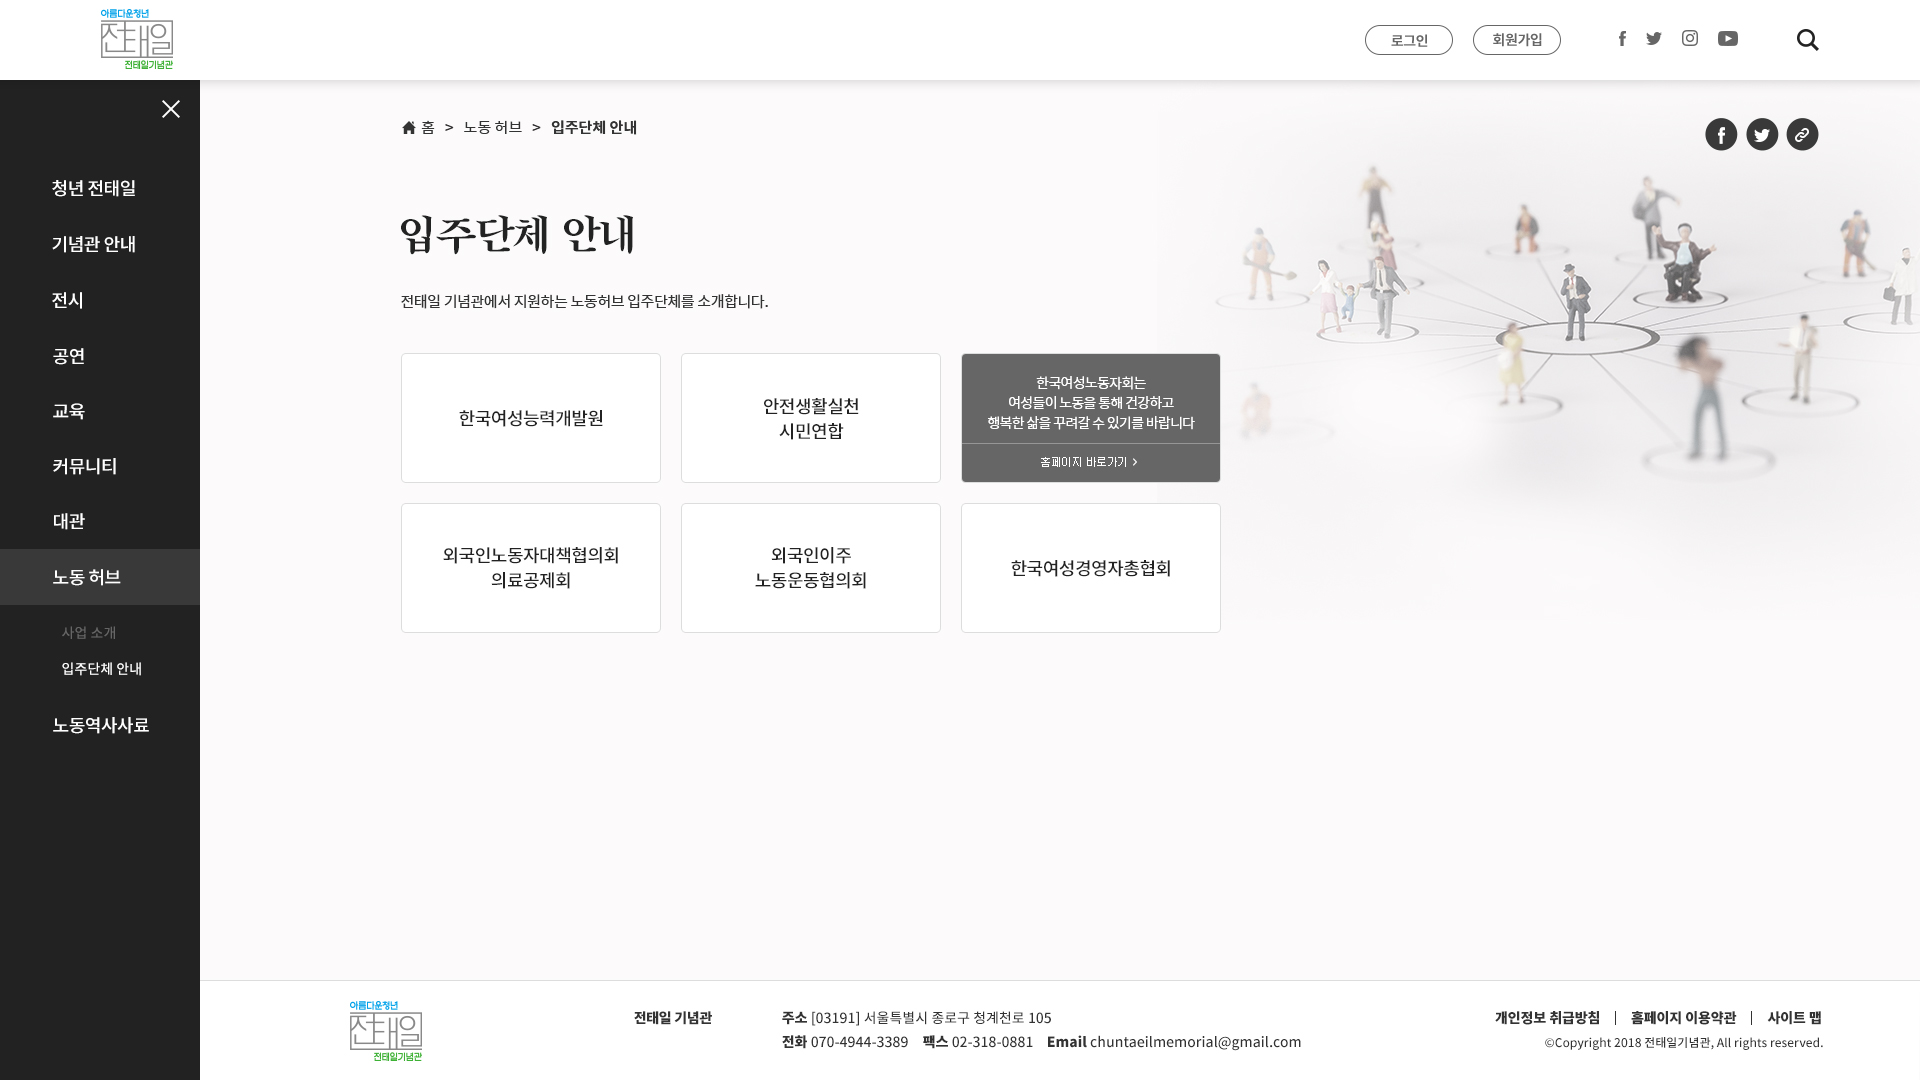 아름다운청년
전태일
전태일기념관
로그인
회원가입
홈 > 노동 허브 > 입주단체 안내
청년 전태일
기념관 안내
전시
공연
교육
커뮤니티
대관
노동 허브
사업 소개
입주단체 안내
노동역사사료
입주단체 안내
전태일 기념관에서 지원하는 노동허브 입주단체를 소개합니다.
한국여성능력개발원
안전생활실천
시민연합
한국여성노동자회는
여성들이 노동을 통해 건강하고
행복한 삶을 꾸려갈 수 있기를 바랍니다
홈페이지 바로가기 >
외국인노동자대책협의회
의료공제회
외국인이주
노동운동협의회
한국여성경영자총협회
아름다운청년
전태일
전태일기념관
전태일 기념관
주소 [03191] 서울특별시 종로구 청계천로 105
전화 070-4944-3389 팩스 02-318-0881 Email chuntaeilmemorial@gmail.com
개인정보 취급방침 | 홈페이지 이용약관 | 사이트 맵
©Copyright 2018 전태일기념관, All rights reserved.